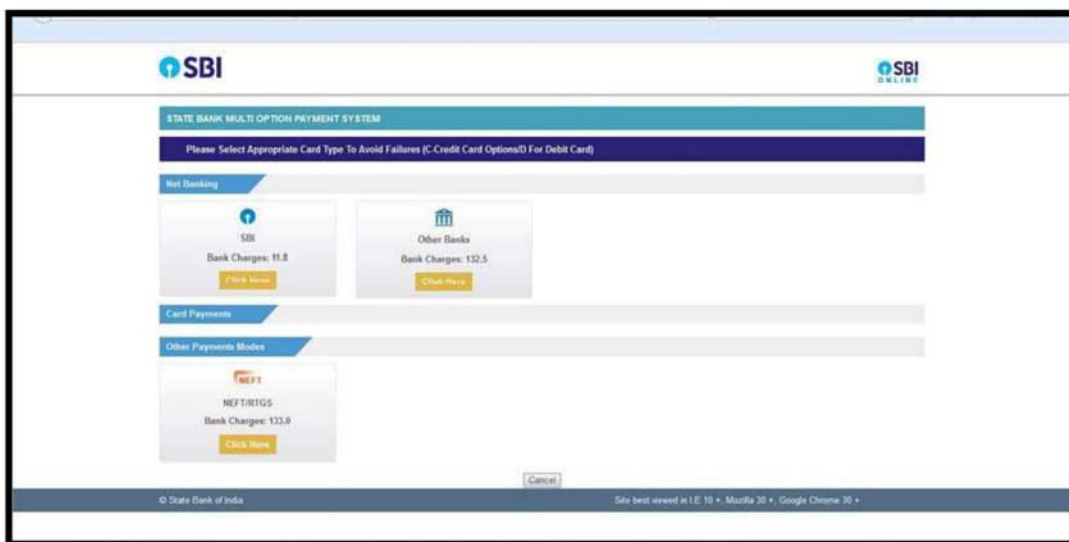 SBI
SBI
ONLINE
STATE BANK MULTI OPTION PAYMENT SYSTEM
Please Select Appropriate Card Type To Avoid Failures (C-Credit Card Options/D For Debit Card)
Net Banking
SBI
Bank Charges: 11.8
Click Here
Other Banks
Bank Charges: 132.5
Click Here
Card Payments
Other Payments Modes
NEFT
NEFT/RTGS
Bank Charges: 133.0
Click Here
Cancel
© State Bank of India
Site best viewed in I.E 10 +, Mozilla 30 +, Google Chrome 30 +